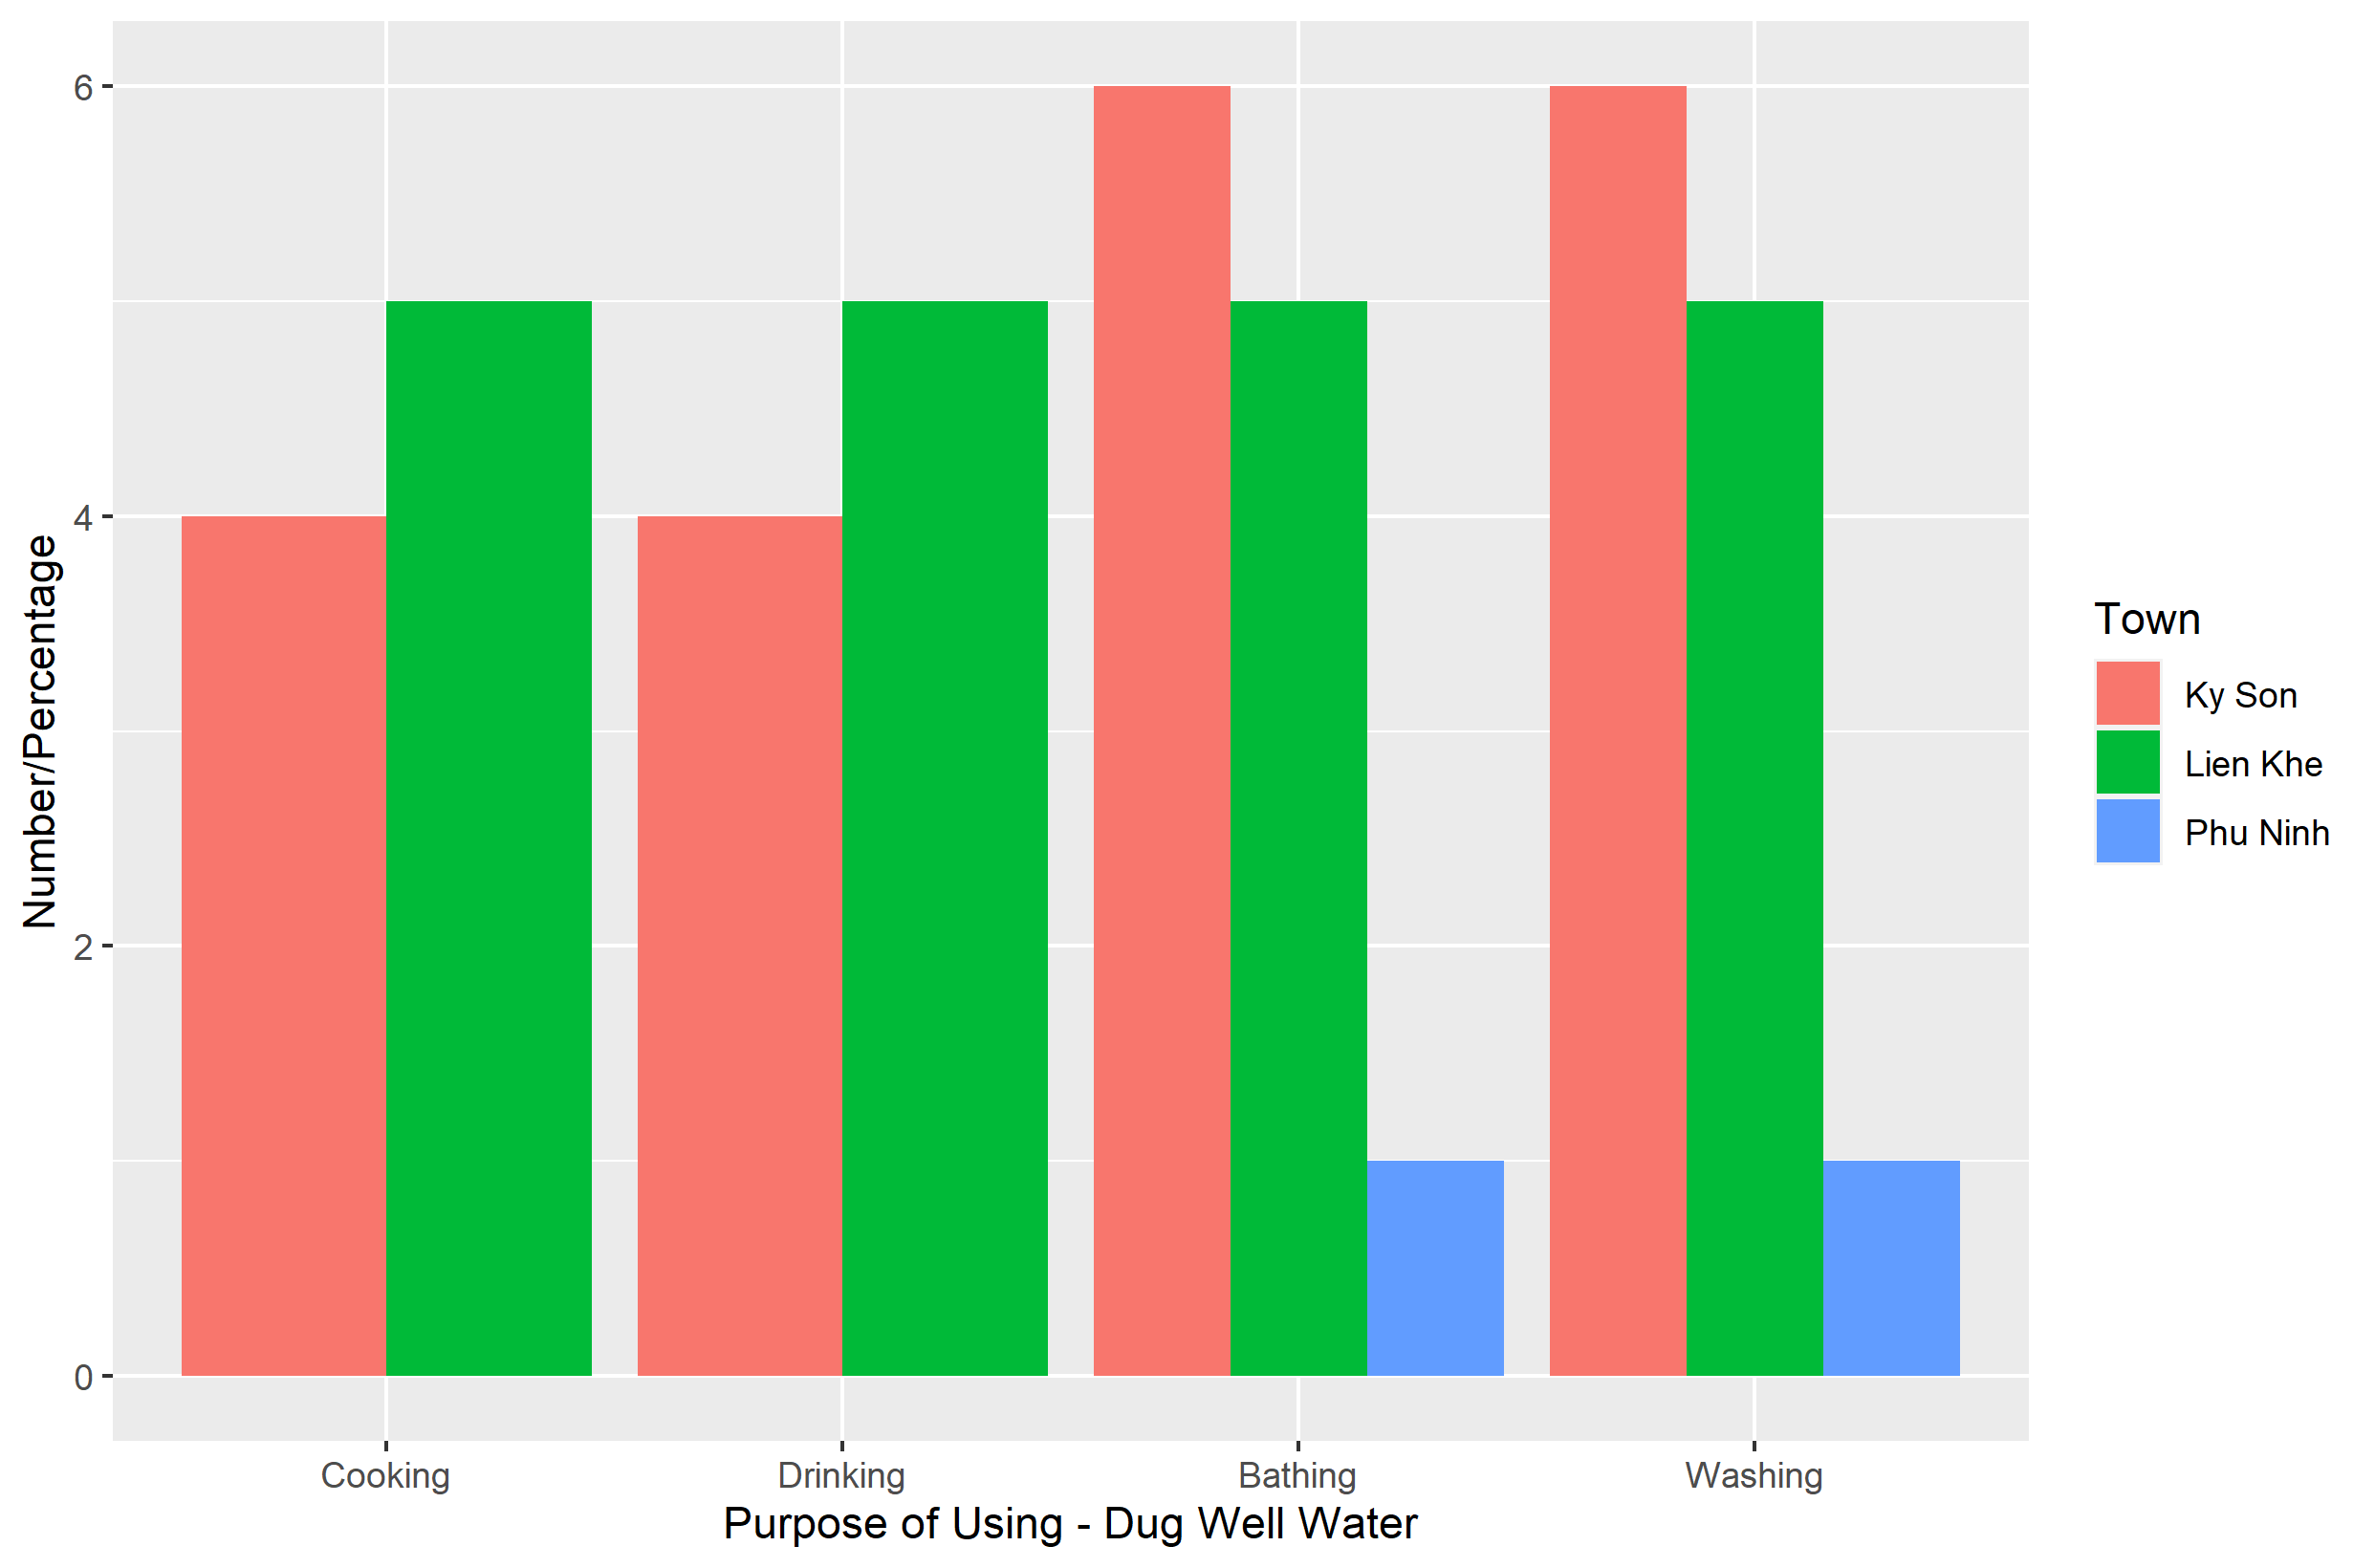 Number/Percentage
6
4
2
0
Cooking Drinking Bathing Washing
Purpose of Using - Dug Well Water
Town
Ky Son
Lien Khe
Phu Ninh